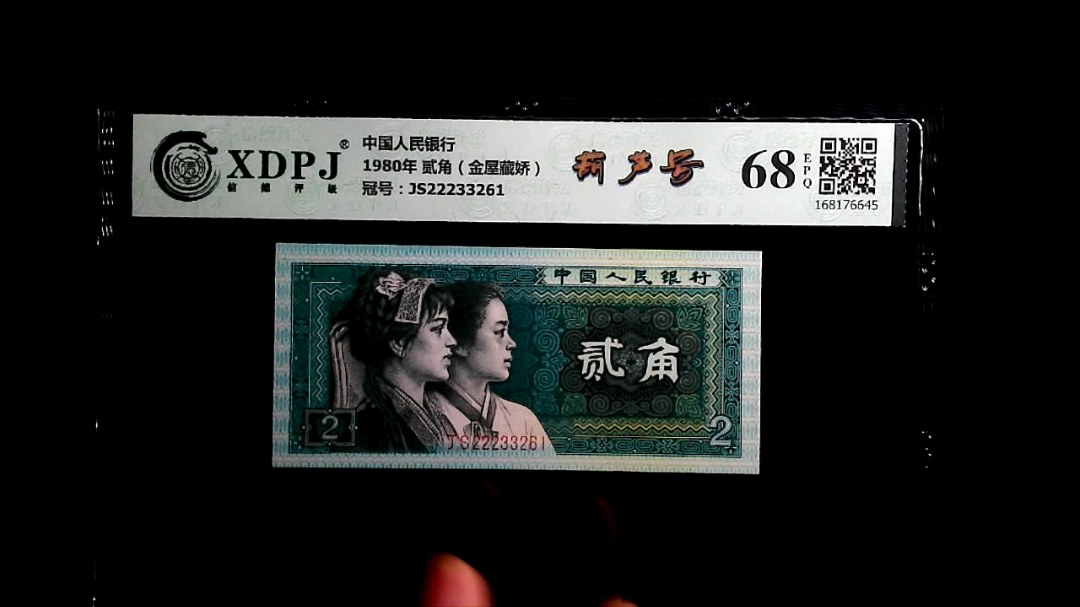 XDPJ®
信德评级
中国人民银行
1980年 贰角（金屋藏娇）
冠号：JS22233261
葫芦号
68
EPQ
168176645
中国人民银行
贰角
2
2
JS22233261